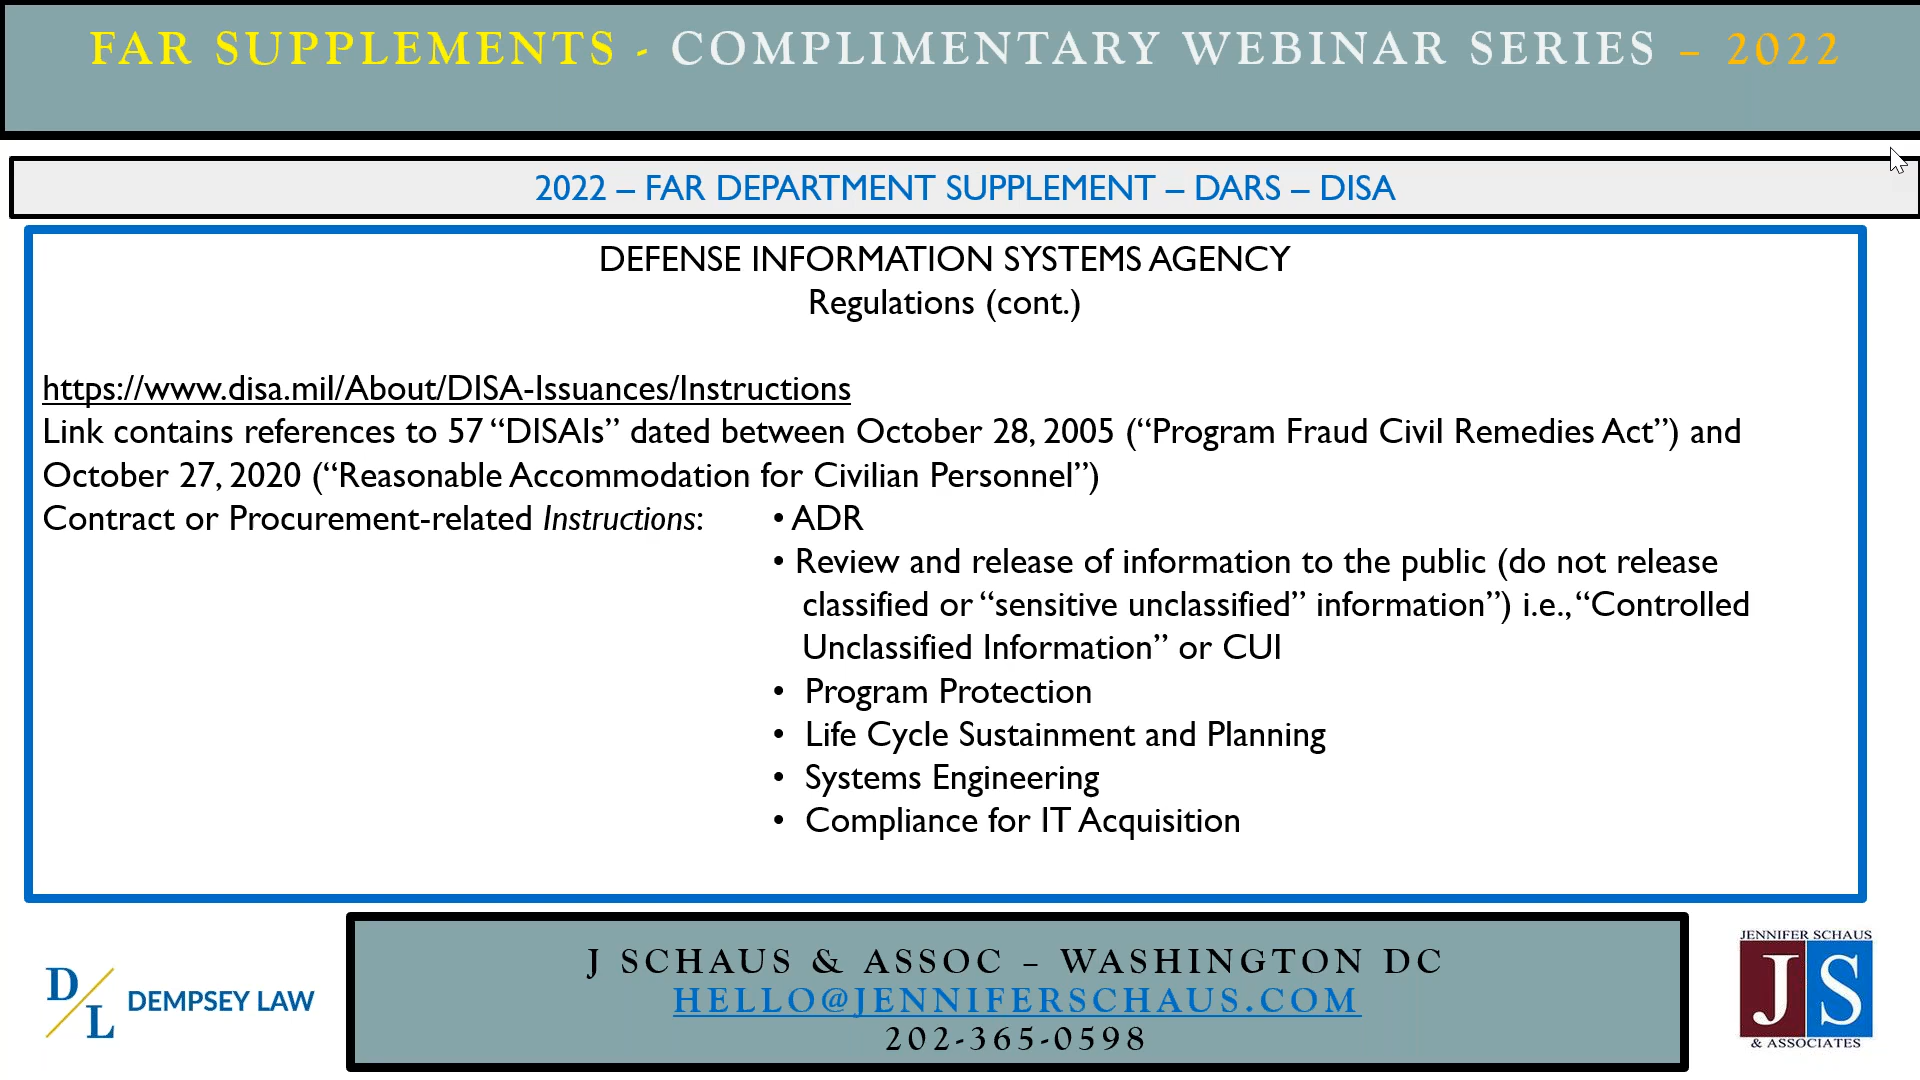 FAR SUPPLEMENTS - COMPLIMENTARY WEBINAR SERIES – 2022
2022 – FAR DEPARTMENT SUPPLEMENT – DARS – DISA
DEFENSE INFORMATION SYSTEMS AGENCY
Regulations (cont.)
https://www.disa.mil/About/DISA-Issuances/Instructions
Link contains references to 57 “DISAIs” dated between October 28, 2005 (“Program Fraud Civil Remedies Act”) and
October 27, 2020 (“Reasonable Accommodation for Civilian Personnel”)
Contract or Procurement-related Instructions: • ADR
• Review and release of information to the public (do not release
classified or “sensitive unclassified” information”) i.e., “Controlled
Unclassified Information” or CUI
• Program Protection
• Life Cycle Sustainment and Planning
• Systems Engineering
• Compliance for IT Acquisition
D L DEMPSEY LAW
J SCHAUS & ASSOC – WASHINGTON DC
HELLO@JENNIFERSCHAUS.COM
202-365-0598
JENNIFER SCHAUS
JS
& ASSOCIATES